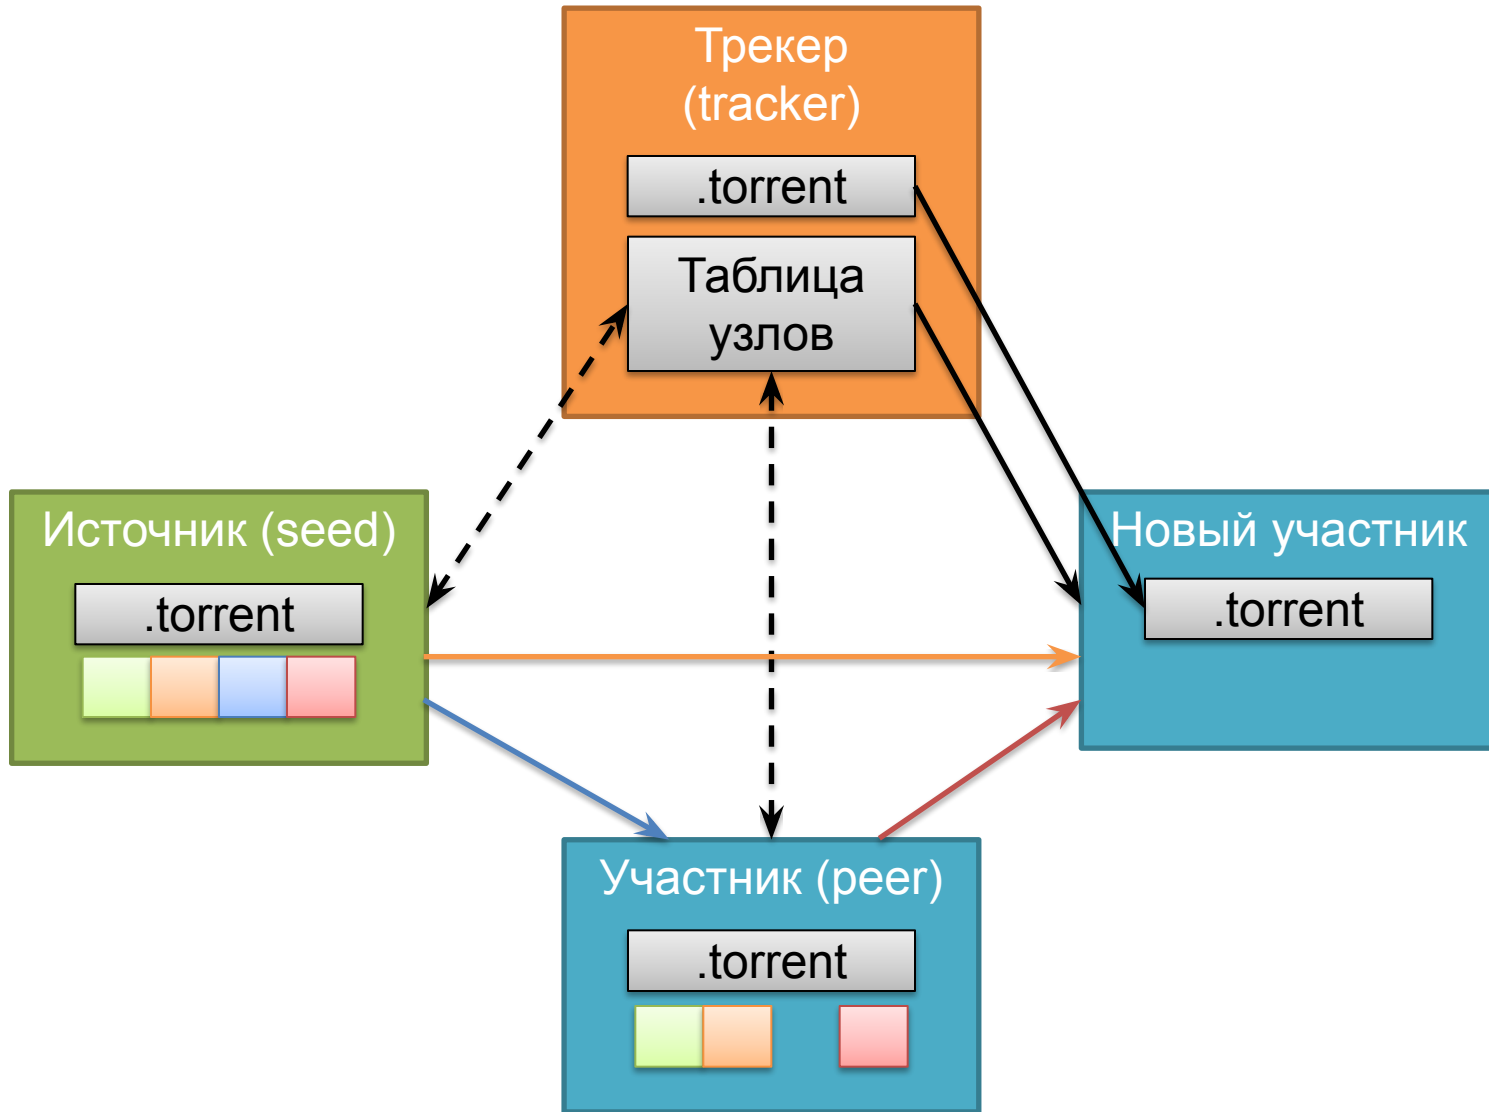 Трекер
(tracker)
.torrent
Таблица
узлов
Источник (seed)
.torrent
Новый участник
.torrent
Участник (peer)
.torrent